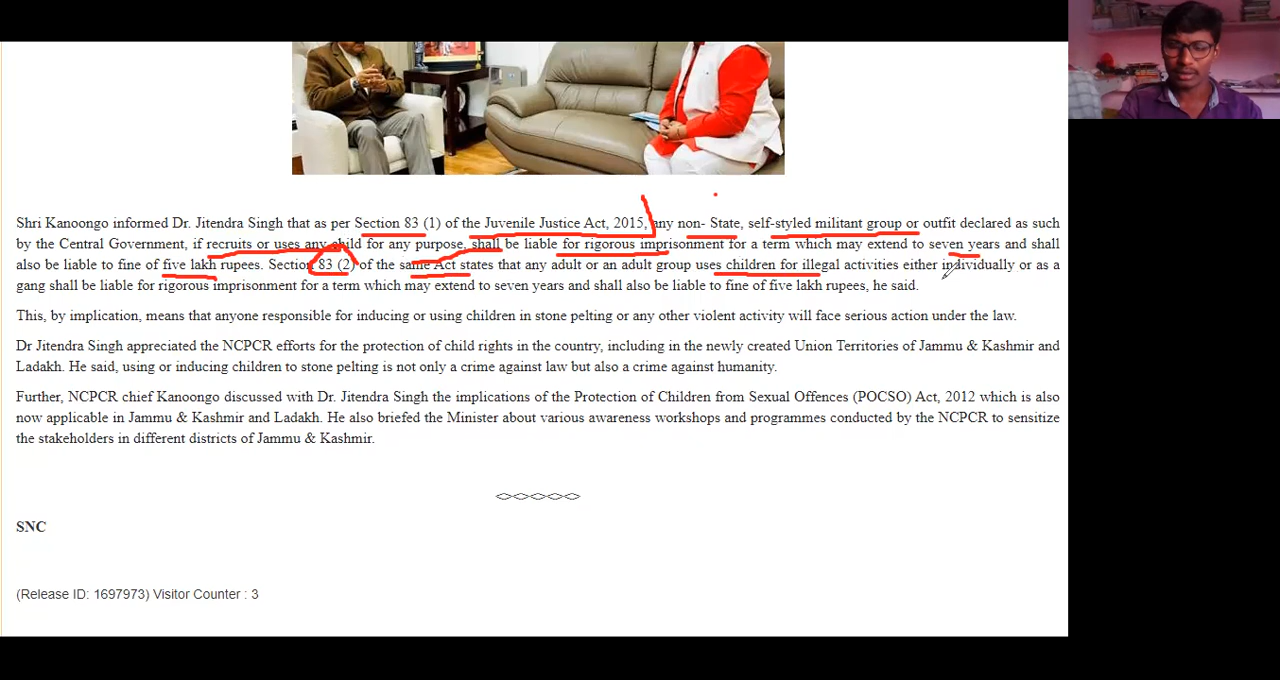 Shri Kanoongo informed Dr. Jitendra Singh that as per Section 83 (1) of the Juvenile Justice Act, 2015, any non- State, self-styled militant group or outfit declared as such
by the Central Government, if recruits or uses any child for any purpose, shall be liable for rigorous imprisonment for a term which may extend to seven years and shall
also be liable to fine of five lakh rupees. Section 83 (2) of the same Act states that any adult or an adult group uses children for illegal activities either individually or as a
gang shall be liable for rigorous imprisonment for a term which may extend to seven years and shall also be liable to fine of five lakh rupees, he said.
This, by implication, means that anyone responsible for inducing or using children in stone pelting or any other violent activity will face serious action under the law.
Dr Jitendra Singh appreciated the NCPCR efforts for the protection of child rights in the country, including in the newly created Union Territories of Jammu & Kashmir and
Ladakh. He said, using or inducing children to stone pelting is not only a crime against law but also a crime against humanity.
Further, NCPCR chief Kanoongo discussed with Dr. Jitendra Singh the implications of the Protection of Children from Sexual Offences (POCSO) Act, 2012 which is also
now applicable in Jammu & Kashmir and Ladakh. He also briefed the Minister about various awareness workshops and programmes conducted by the NCPCR to sensitize
the stakeholders in different districts of Jammu & Kashmir.
<><><><><>
SNC
(Release ID: 1697973) Visitor Counter : 3